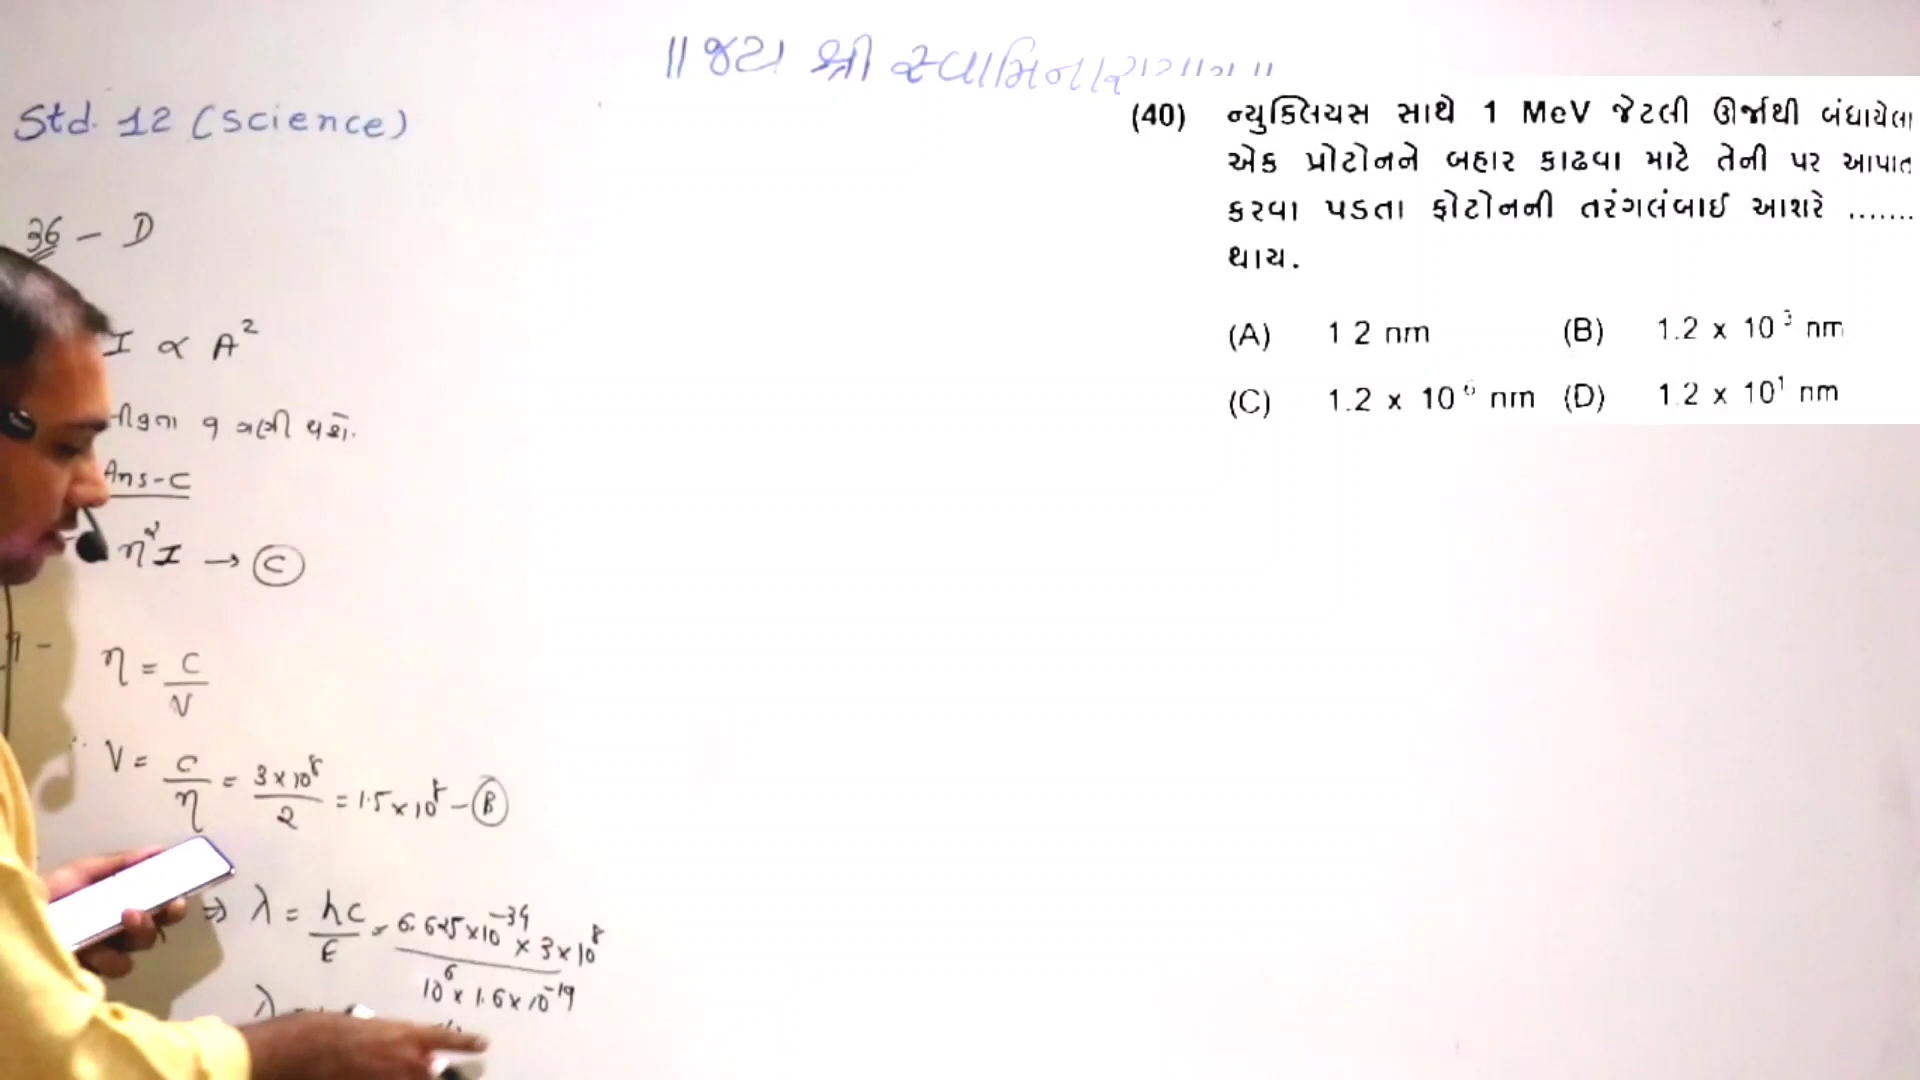 || જય શ્રી સ્વામિનારાયણ ||
Std. 12 (Science)
36 - D
I ∝ A²
Ans-C
η²I → C
η = C / V
V = C / η = 3 × 10⁸ / 2 = 1.5 × 10⁸ - B
⇒ λ = hc / E = 6.625 × 10⁻³⁴ × 3 × 10⁸ / 10⁶ × 1.6 × 10⁻¹⁹
(40) ન્યુક્લિયસ સાથે 1 MeV જેટલી ઊર્જાથી બંધાયેલા
એક પ્રોટોનને બહાર કાઢવા માટે તેની પર આપાત
કરવા પડતા ફોટોનની તરંગલંબાઈ આશરે .......
થાય.
(A) 1 2 nm (B) 1.2 x 10 ³ nm
(C) 1.2 x 10 ⁶ nm (D) 1.2 x 10¹ nm